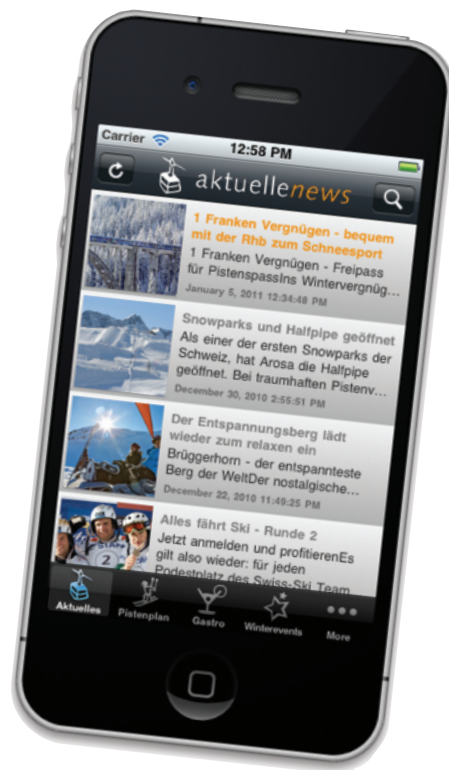 Carrier
12:58 PM
aktuellenews
1 Franken Vergnügen - bequem
mit der Rhb zum Schneesport
1 Franken Vergnügen - Freipass
für PistenspassIns Wintervergnüg...
January 5, 2011 12:34:48 PM
Snowparks und Halfpipe geöffnet
Als einer der ersten Snowparks der
Schweiz, hat Arosa die Halfpipe
geöffnet. Bei traumhaften Pistenv...
December 30, 2010 2:55:51 PM
Der Entspannungsberg lädt
wieder zum relaxen ein
Brüggerhorn - der entspannteste
Berg der WeltDer nostalgische...
December 22, 2010 11:49:25 PM
Alles fährt Ski - Runde 2
Jetzt anmelden und profitierenEs
gilt also wieder: für jeden
Podestplatz des Swiss-Ski Team
2
Aktuelles
Pistenplan
Gastro
Winterevents
More